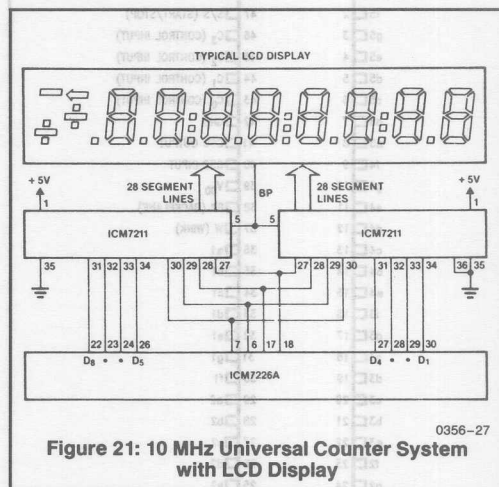 TYPICAL LCD DISPLAY
+ 5V
28 SEGMENT LINES
BP
28 SEGMENT LINES
+ 5V
1 5 5 1
ICM7211 ICM7211
35 31 32 33 34 30 29 28 27 27 28 29 30 31 32 33 34 36 35
22 23 24 26 7 6 17 18 27 28 29 30
D8 • • D5 D4 • • D1
ICM7226A
0356–27
Figure 21: 10 MHz Universal Counter System
with LCD Display